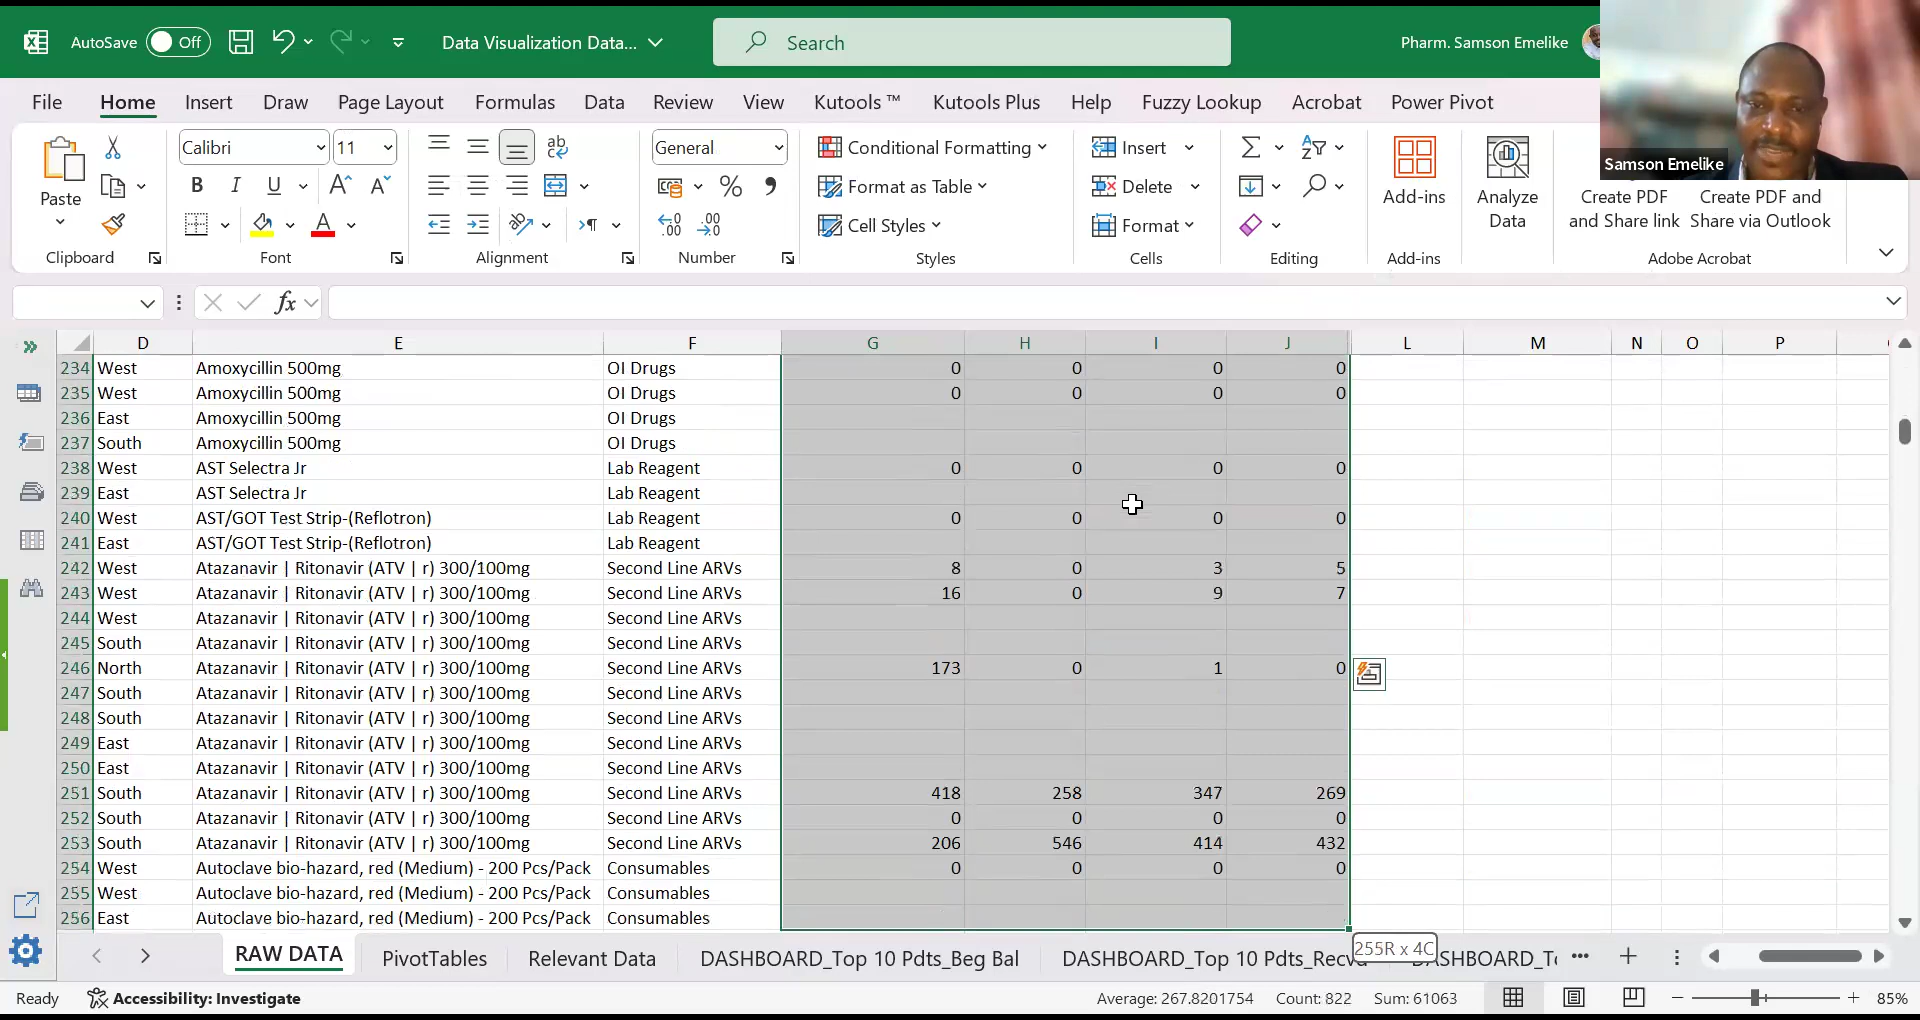 AutoSave Off Data Visualization Data... Search Pharm. Samson Emelike
Samson Emelike
File Home Insert Draw Page Layout Formulas Data Review View Kutools ™ Kutools Plus Help Fuzzy Lookup Acrobat Power Pivot
Calibri 11 ab General Conditional Formatting Insert
Paste B I U A A % Format as Table Delete Add-ins Analyze Data Create PDF and Share link Create PDF and Share via Outlook
A Cell Styles Format
Clipboard Font Alignment Number Styles Cells Editing Add-ins Adobe Acrobat
fx
D E F G H I J L M N O P
234 West Amoxycillin 500mg OI Drugs 0 0 0 0
235 West Amoxycillin 500mg OI Drugs 0 0 0 0
236 East Amoxycillin 500mg OI Drugs
237 South Amoxycillin 500mg OI Drugs
238 West AST Selectra Jr Lab Reagent 0 0 0 0
239 East AST Selectra Jr Lab Reagent
240 West AST/GOT Test Strip-(Reflotron) Lab Reagent 0 0 0 0
241 East AST/GOT Test Strip-(Reflotron) Lab Reagent
242 West Atazanavir | Ritonavir (ATV | r) 300/100mg Second Line ARVs 8 0 3 5
243 West Atazanavir | Ritonavir (ATV | r) 300/100mg Second Line ARVs 16 0 9 7
244 West Atazanavir | Ritonavir (ATV | r) 300/100mg Second Line ARVs
245 South Atazanavir | Ritonavir (ATV | r) 300/100mg Second Line ARVs
246 North Atazanavir | Ritonavir (ATV | r) 300/100mg Second Line ARVs 173 0 1 0
247 South Atazanavir | Ritonavir (ATV | r) 300/100mg Second Line ARVs
248 South Atazanavir | Ritonavir (ATV | r) 300/100mg Second Line ARVs
249 East Atazanavir | Ritonavir (ATV | r) 300/100mg Second Line ARVs
250 East Atazanavir | Ritonavir (ATV | r) 300/100mg Second Line ARVs
251 South Atazanavir | Ritonavir (ATV | r) 300/100mg Second Line ARVs 418 258 347 269
252 South Atazanavir | Ritonavir (ATV | r) 300/100mg Second Line ARVs 0 0 0 0
253 South Atazanavir | Ritonavir (ATV | r) 300/100mg Second Line ARVs 206 546 414 432
254 West Autoclave bio-hazard, red (Medium) - 200 Pcs/Pack Consumables 0 0 0 0
255 West Autoclave bio-hazard, red (Medium) - 200 Pcs/Pack Consumables
256 East Autoclave bio-hazard, red (Medium) - 200 Pcs/Pack Consumables
255R x 4C
RAW DATA PivotTables Relevant Data DASHBOARD_Top 10 Pdts_Beg Bal DASHBOARD_Top 10 Pdts_Recvd
Ready Accessibility: Investigate Average: 267.8201754 Count: 822 Sum: 61063 85%